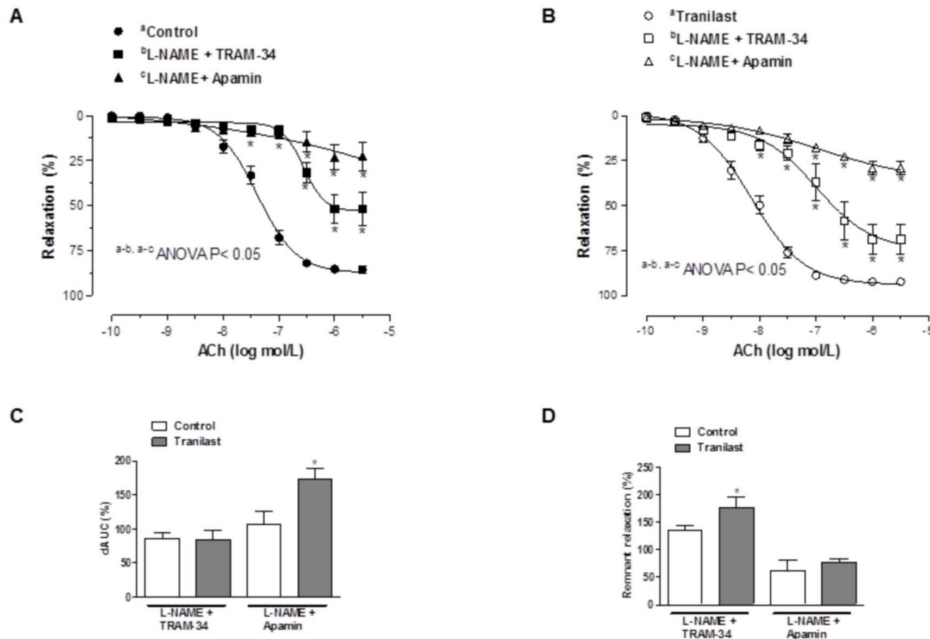 A
ᵃControl
ᵇL-NAME + TRAM-34
ᶜL-NAME+ Apamin
0
25
50
75
100
Relaxation (%)
* * * * * * *
ᵃ⁻ᵇ, ᵃ⁻ᶜ ANOVA P< 0.05
-10 -9 -8 -7 -6 -5
ACh (log mol/L)
B
ᵃTranilast
ᵇL-NAME + TRAM-34
ᶜL-NAME+ Apamin
0
25
50
75
100
Relaxation (%)
* * * * * * * * * *
ᵃ⁻ᵇ, ᵃ⁻ᶜ ANOVA P< 0.05
-10 -9 -8 -7 -6 -5
ACh (log mol/L)
C
Control
Tranilast
200
150
100
50
0
dAUC (%)
*
L-NAME + TRAM-34
L-NAME + Apamin
D
Control
Tranilast
250
200
150
100
50
0
Remnant relaxation (%)
*
L-NAME + TRAM-34
L-NAME + Apamin